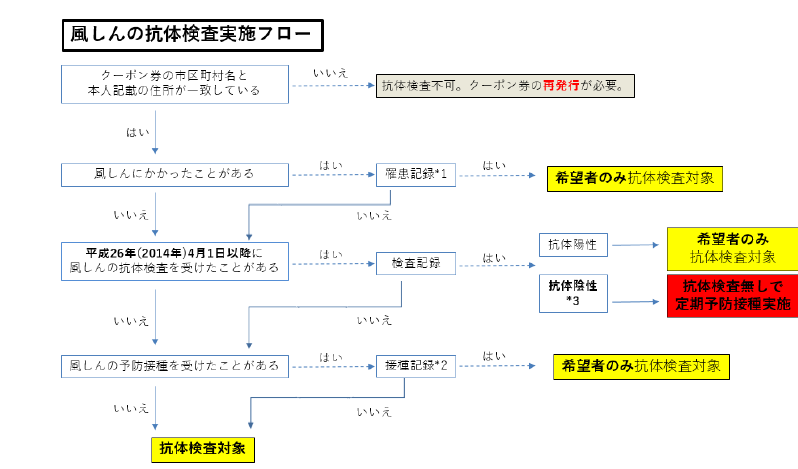 風しんの抗体検査実施フロー
クーポン券の市区町村名と
本人記載の住所が一致している
いいえ
抗体検査不可。クーポン券の再発行が必要。
はい
風しんにかかったことがある
はい
罹患記録*1
はい
希望者のみ抗体検査対象
いいえ
いいえ
平成26年(2014年)4月1日以降に
風しんの抗体検査を受けたことがある
はい
検査記録
はい
抗体陽性
希望者のみ
抗体検査対象
抗体陰性
*3
抗体検査無しで
定期予防接種実施
いいえ
いいえ
風しんの予防接種を受けたことがある
はい
接種記録*2
はい
希望者のみ抗体検査対象
いいえ
いいえ
抗体検査対象